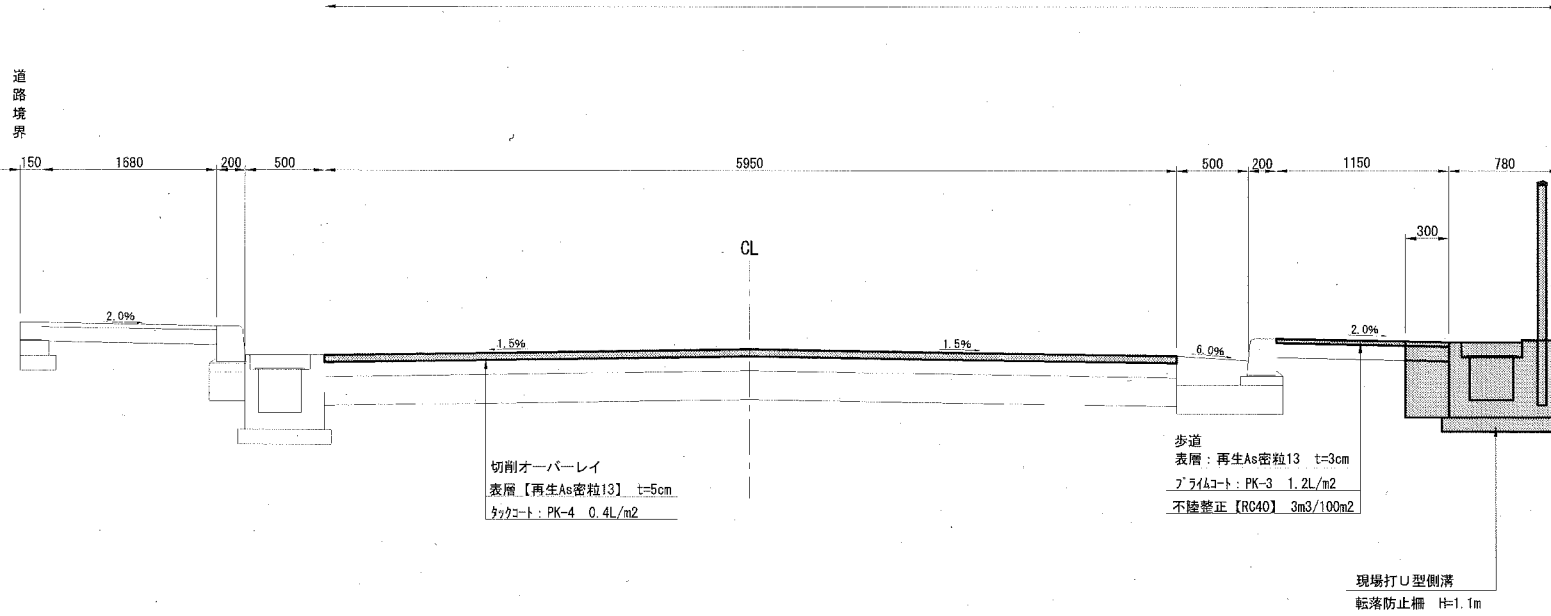 道路境界
150 1680 200 500 5950 500 200 1150 780
300
CL
2.0% 1.5% 1.5% 6.0% 2.0%
切削オーバーレイ
表層【再生As密粒13】 t=5cm
タックコート：PK-4 0.4L/m2
歩道
表層：再生As密粒13 t=3cm
プライムコート：PK-3 1.2L/m2
不陸整正【RC40】 3m3/100m2
現場打U型側溝
転落防止柵 H=1.1m